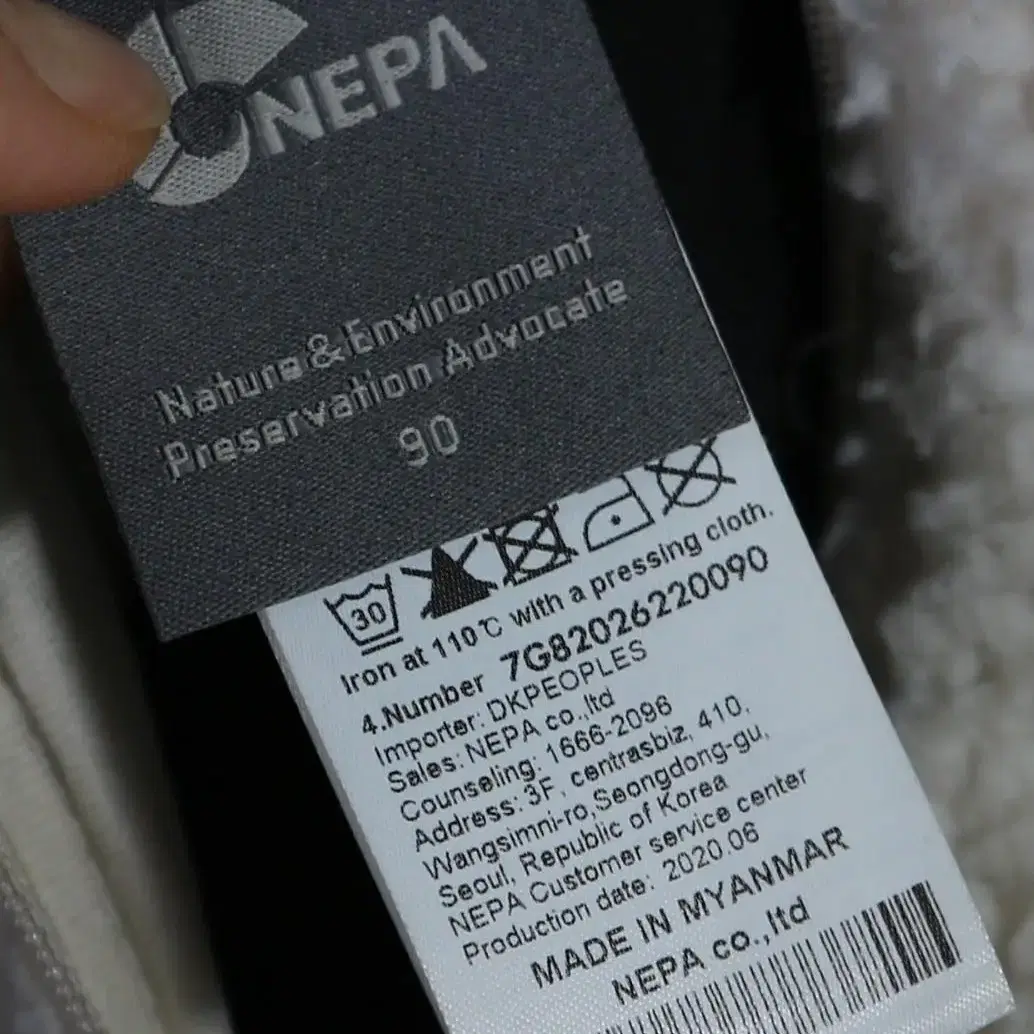 NEPA
Nature&Environment
Preservation Advocate
90
30
Iron at 110℃ with a pressing cloth.
4.Number 7G82026220090
Importer: DKPEOPLES
Sales: NEPA co.,ltd
Counseling: 1666-2096
Address: 3F, centrasbiz, 410,
Wangsimni-ro,Seongdong-gu,
Seoul, Republic of Korea
NEPA Customer service center
Production date: 2020.06
MADE IN MYANMAR
NEPA co.,ltd